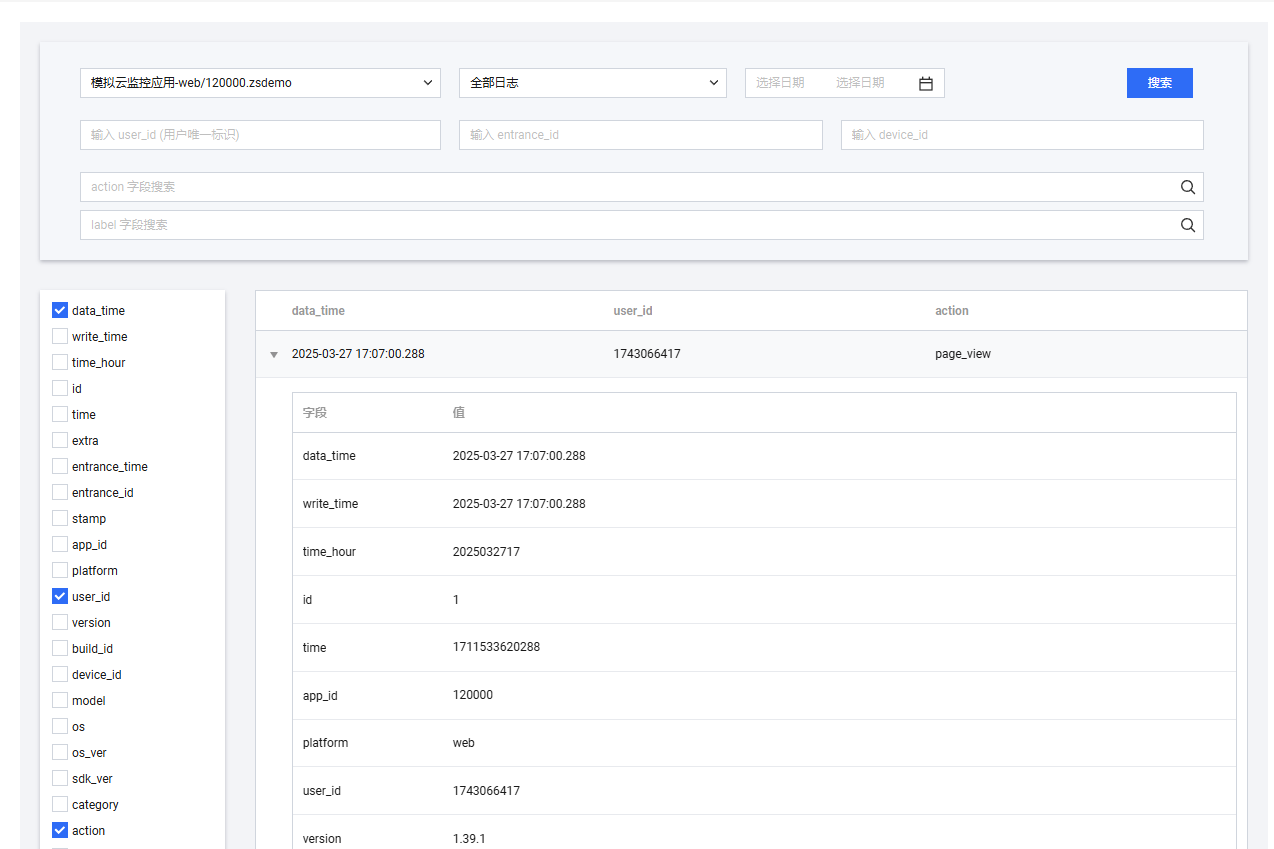 模拟云监控应用-web/120000.zsdemo 全部日志 选择日期 选择日期 搜索
输入 user_id (用户唯一标识) 输入 entrance_id 输入 device_id
action 字段搜索
label 字段搜索
data_time
write_time
time_hour
id
time
extra
entrance_time
entrance_id
stamp
app_id
platform
user_id
version
build_id
device_id
model
os
os_ver
sdk_ver
category
action
data_time user_id action
2025-03-27 17:07:00.288 1743066417 page_view
字段 值
data_time 2025-03-27 17:07:00.288
write_time 2025-03-27 17:07:00.288
time_hour 2025032717
id 1
time 1711533620288
app_id 120000
platform web
user_id 1743066417
version 1.39.1